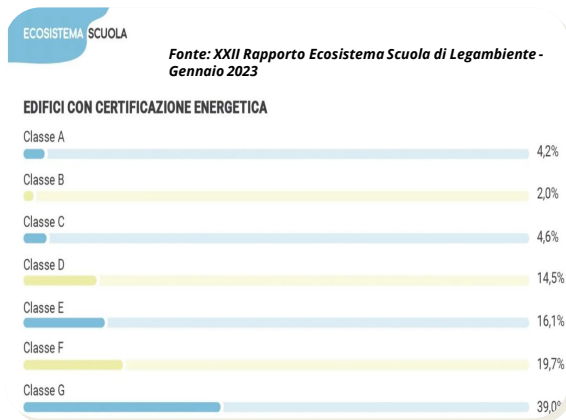 ECOSISTEMA SCUOLA
Fonte: XXII Rapporto Ecosistema Scuola di Legambiente -
Gennaio 2023
EDIFICI CON CERTIFICAZIONE ENERGETICA
Classe A
4,2%
Classe B
2,0%
Classe C
4,6%
Classe D
14,5%
Classe E
16,1%
Classe F
19,7%
Classe G
39,0%